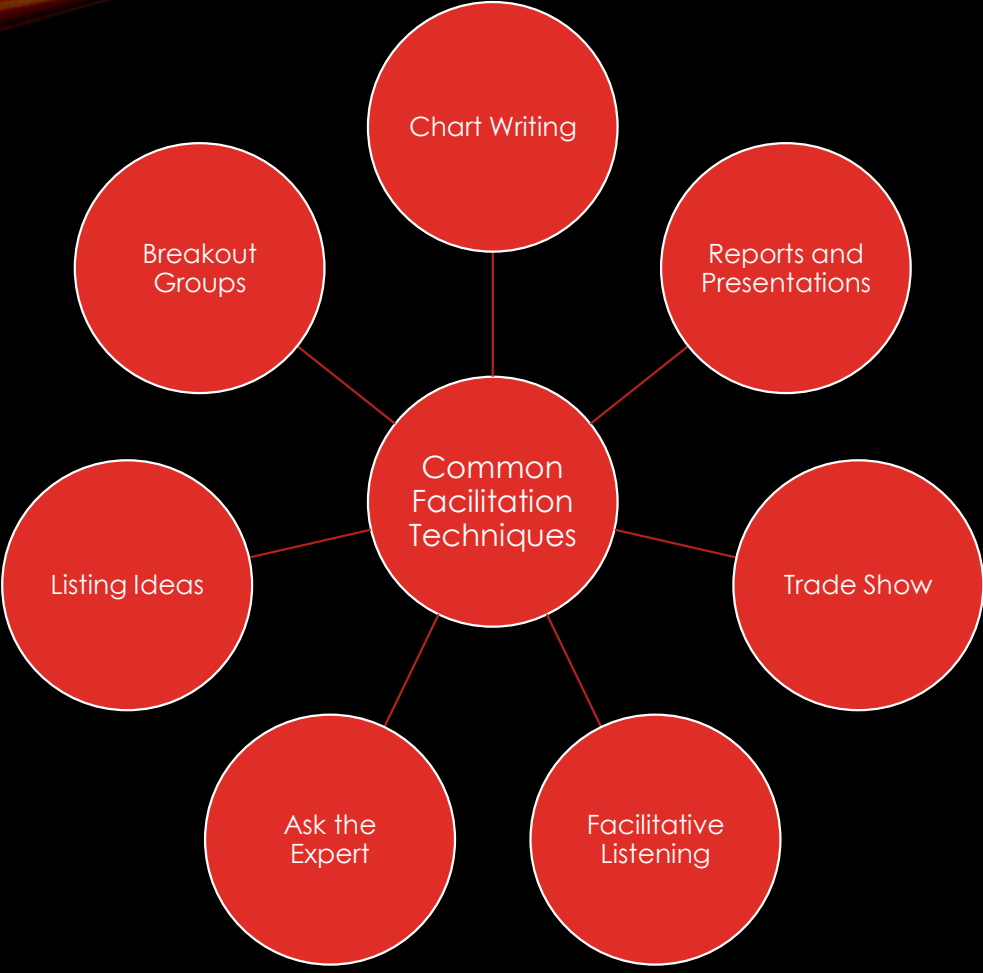 Chart Writing
Reports and
Presentations
Trade Show
Facilitative
Listening
Ask the
Expert
Listing Ideas
Breakout
Groups
Common
Facilitation
Techniques